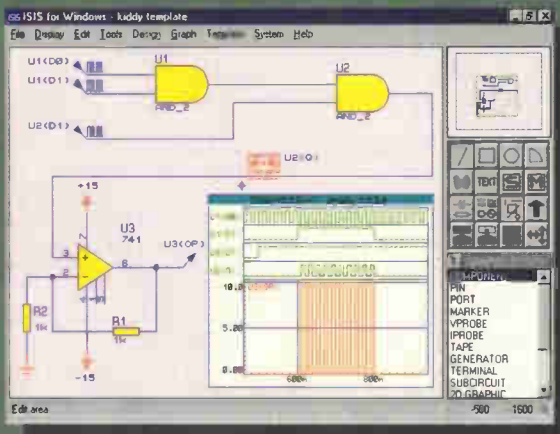 ISIS for Windows - kiddy template
File Display Edit Tools Design Graph Template System Help
U1(D0)
U1(D1)
U1
AND_2
U2
AND_2
U2(D1)
U2(Q)
+15
U3
741
U3(OP)
7
3
2
6
R2
1k
R1
1k
-15
10.0
5.00
0.00
600n
800n
TEXT
COMPONENT
PIN
PORT
MARKER
VPROBE
IPROBE
TAPE
GENERATOR
TERMINAL
SUBCIRCUIT
2D GRAPHIC
Edit area
-500 -1600